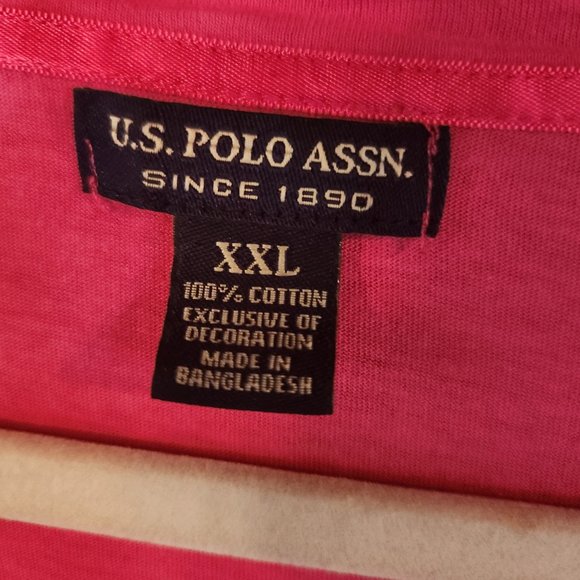 U.S. POLO ASSN.
SINCE 1890
XXL
100% COTTON
EXCLUSIVE OF
DECORATION
MADE IN
BANGLADESH